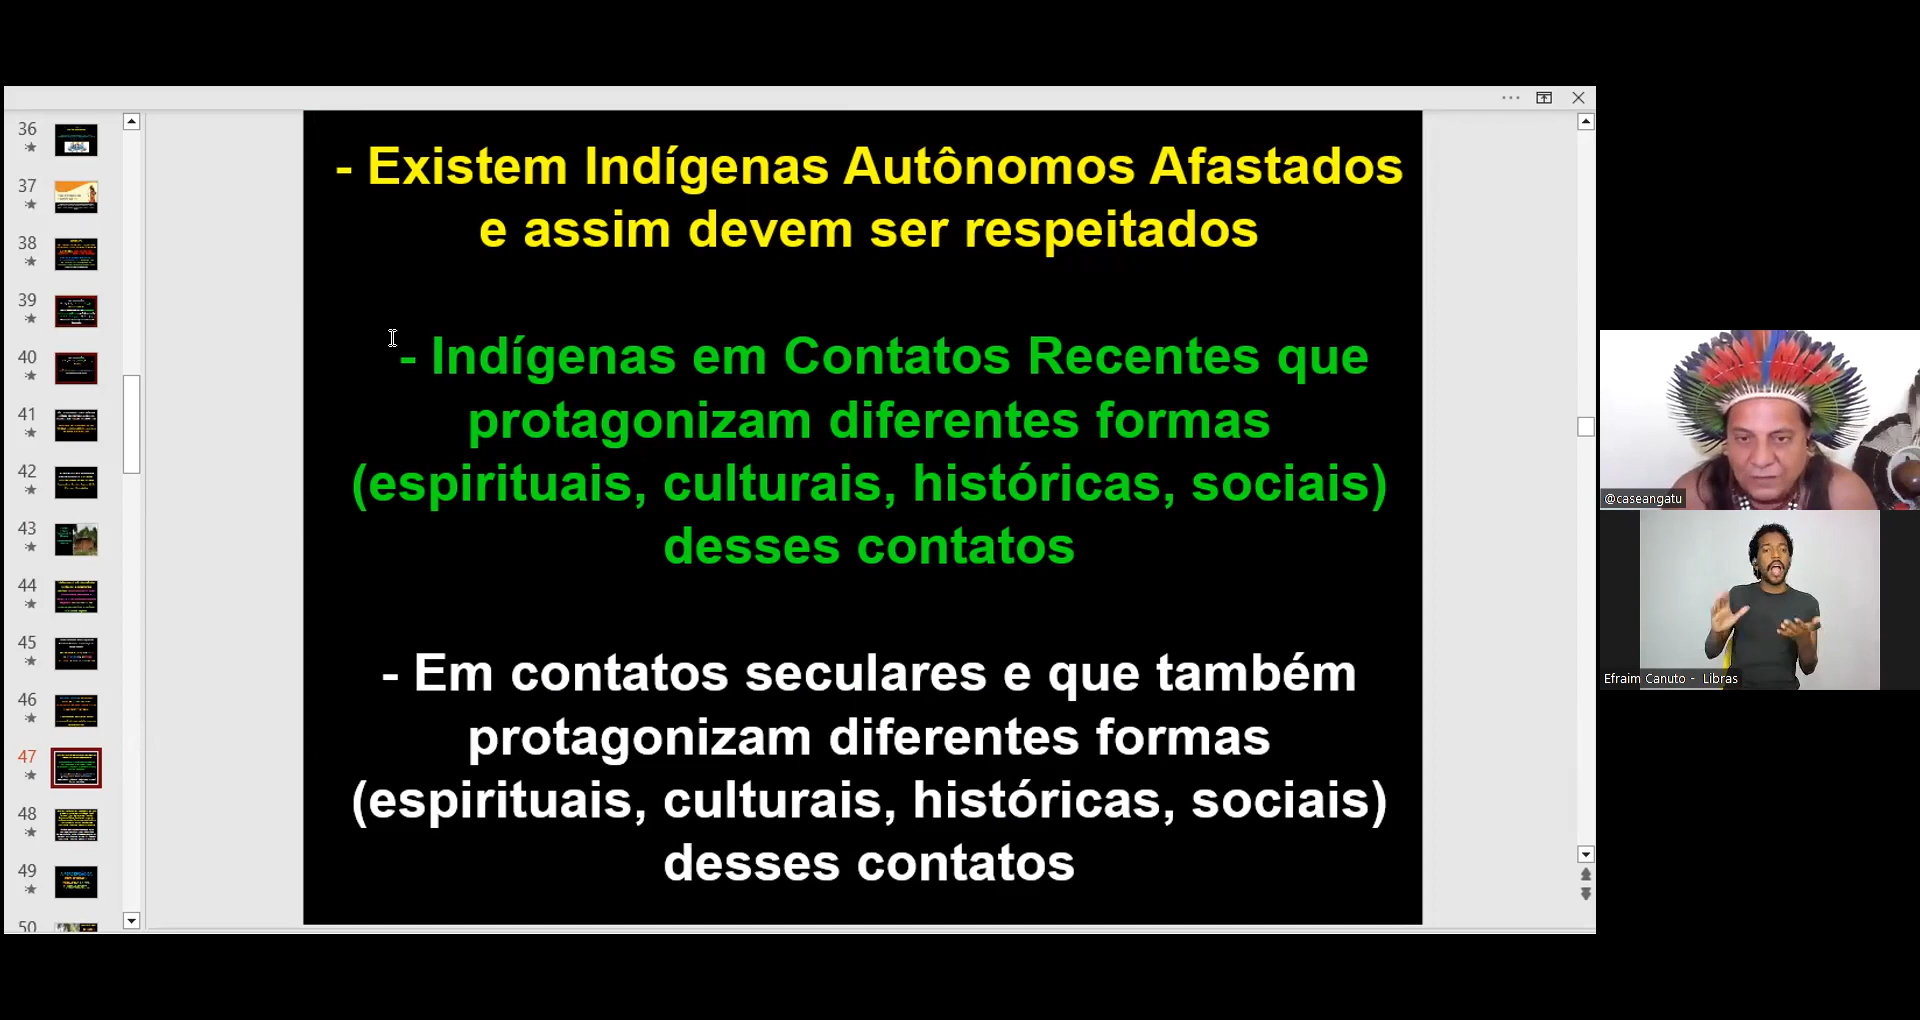 36
37
38
39
40
41
42
43
44
45
46
47
48
49
50
- Existem Indígenas Autônomos Afastados
e assim devem ser respeitados
- Indígenas em Contatos Recentes que
protagonizam diferentes formas
(espirituais, culturais, históricas, sociais)
desses contatos
- Em contatos seculares e que também
protagonizam diferentes formas
(espirituais, culturais, históricas, sociais)
desses contatos
@caseangatu
Efraim Canuto - Libras